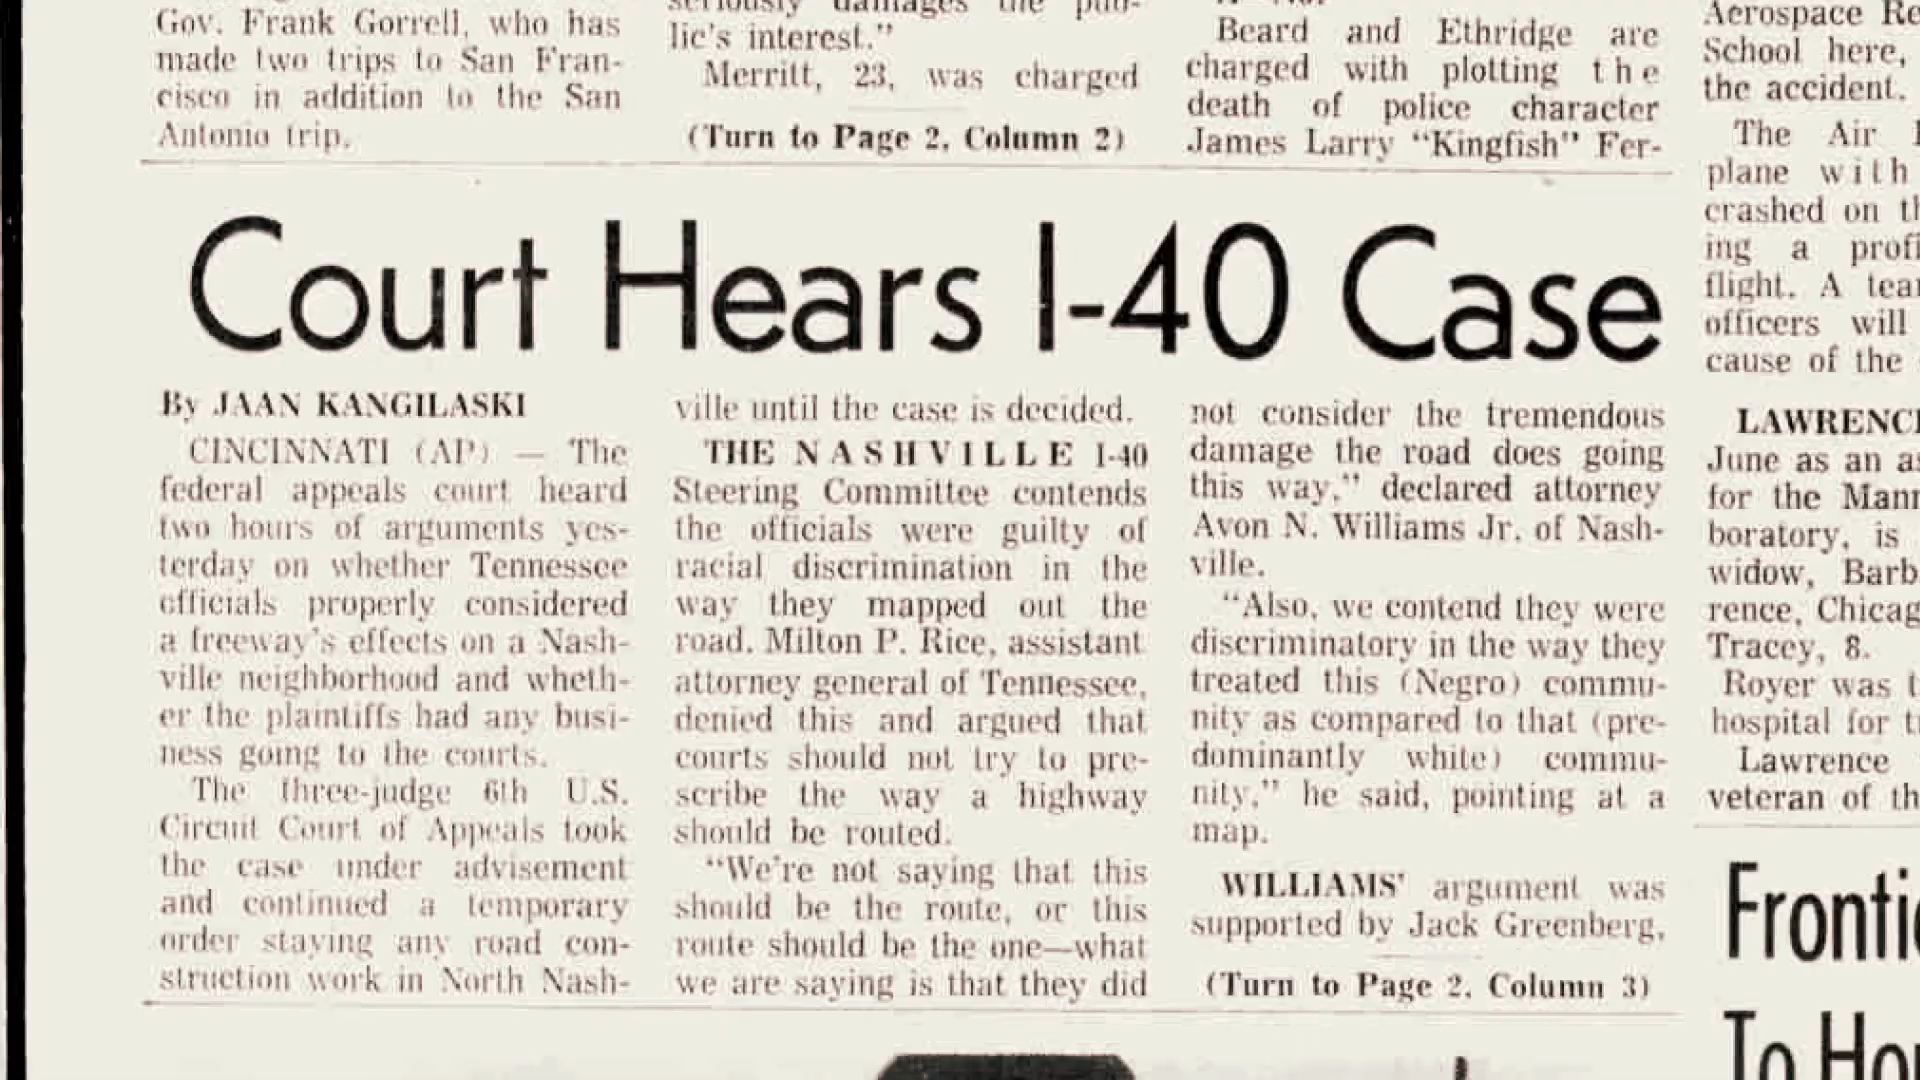 Gov. Frank Gorrell, who has
made two trips to San Fran-
cisco in addition to the San
Antonio trip.
seriously damages the pub-
lic's interest."
Merritt, 23, was charged
(Turn to Page 2, Column 2)
Beard and Ethridge are
charged with plotting the
death of police character
James Larry "Kingfish" Fer-
Court Hears I-40 Case
By JAAN KANGILASKI
CINCINNATI (AP) — The
federal appeals court heard
two hours of arguments yes-
terday on whether Tennessee
officials properly considered
a freeway's effects on a Nash-
ville neighborhood and wheth-
er the plaintiffs had any busi-
ness going to the courts.
The three-judge 6th U.S.
Circuit Court of Appeals took
the case under advisement
and continued a temporary
order staying any road con-
struction work in North Nash-
ville until the case is decided.
THE NASHVILLE I-40
Steering Committee contends
the officials were guilty of
racial discrimination in the
way they mapped out the
road. Milton P. Rice, assistant
attorney general of Tennessee,
denied this and argued that
courts should not try to pre-
scribe the way a highway
should be routed.
"We're not saying that this
should be the route, or this
route should be the one—what
we are saying is that they did
not consider the tremendous
damage the road does going
this way," declared attorney
Avon N. Williams Jr. of Nash-
ville.
"Also, we contend they were
discriminatory in the way they
treated this (Negro) commu-
nity as compared to that (pre-
dominantly white) commu-
nity," he said, pointing at a
map.
WILLIAMS' argument was
supported by Jack Greenberg,
(Turn to Page 2, Column 3)
Aerospace Re
School here,
the accident.
The Air
plane with
crashed on th
ing a profi
flight. A tea
officers will
cause of the
LAWRENC
June as an as
for the Mann
boratory, is
widow, Barb
rence, Chicag
Tracey, 8.
Royer was t
hospital for t
Lawrence
veteran of th
Frontie
To Ho